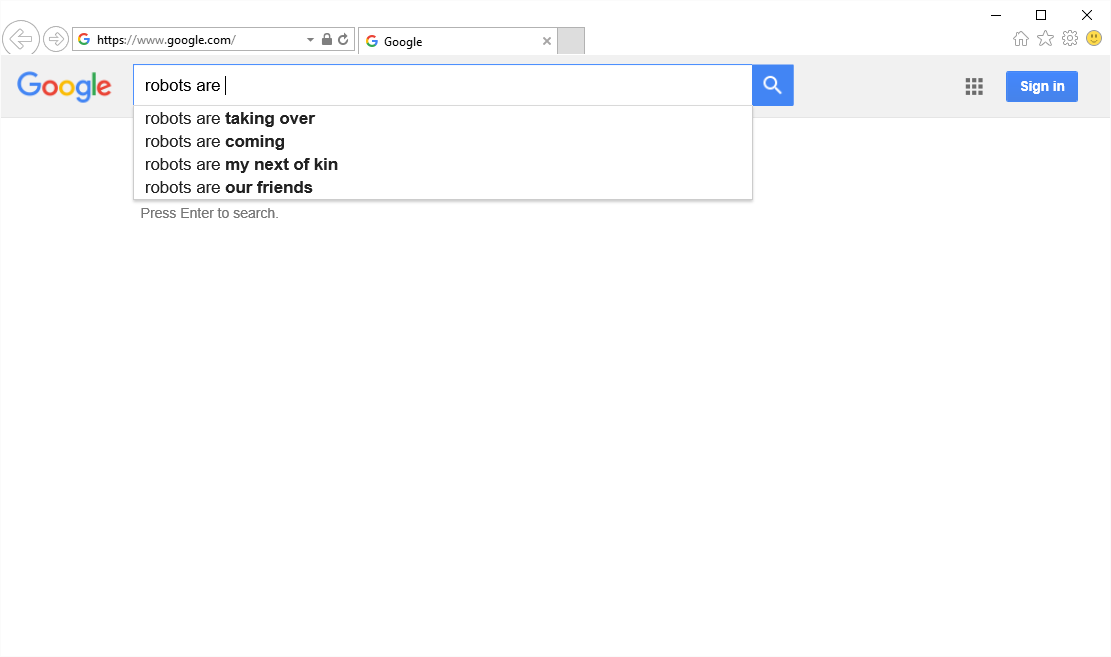 https://www.google.com/
Google
Google
robots are
Sign in
robots are taking over
robots are coming
robots are my next of kin
robots are our friends
Press Enter to search.